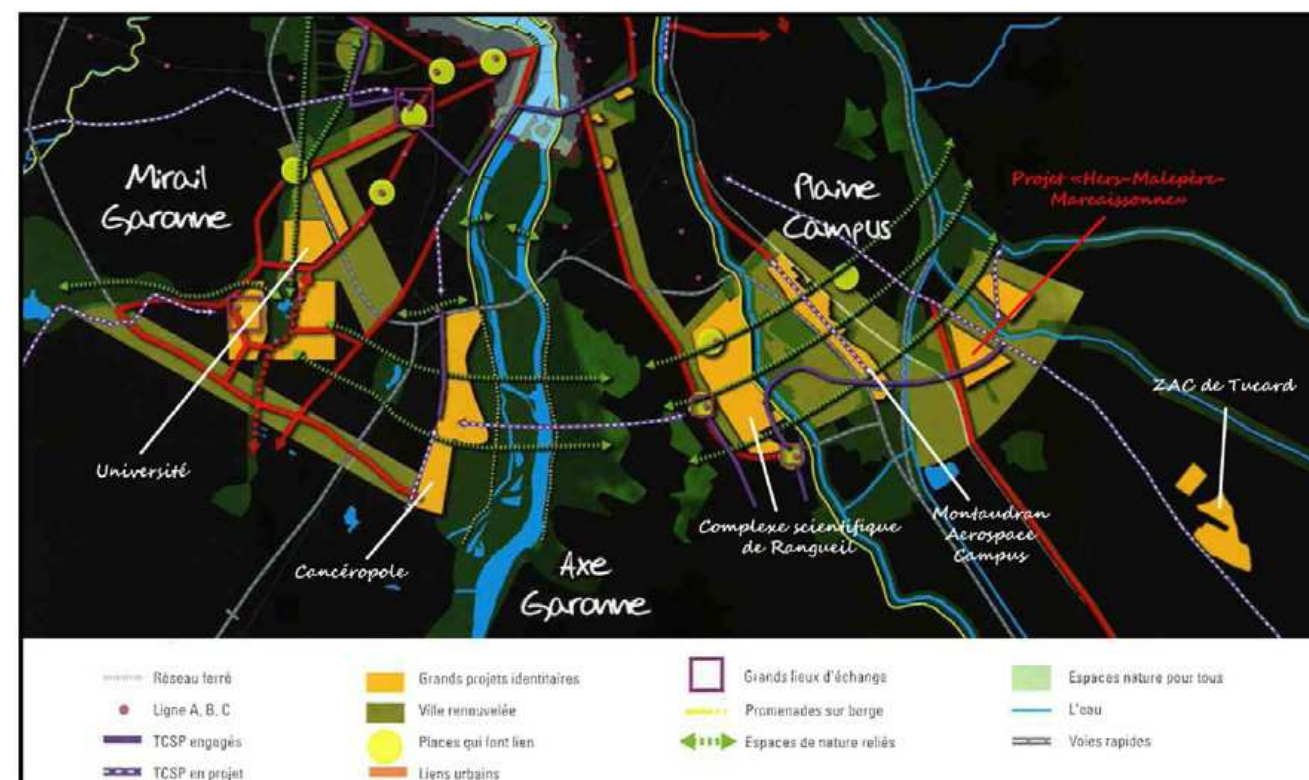 Mirail
Garonne
Plaine
Campus
Projet «Hers-Malepère-
Marcaissonne»
ZAC de Tucard
Université
Cancéropole
Complexe scientifique
de Rangueil
Montaudran
Aerospace
Campus
Axe
Garonne
Réseau ferré
Ligne A, B, C
TCSP engagés
TCSP en projet
Grands projets identitaires
Ville renouvelée
Places qui font lien
Liens urbains
Grands lieux d'échange
Promenades sur berge
Espaces de nature reliés
Espaces nature pour tous
L'eau
Voies rapides